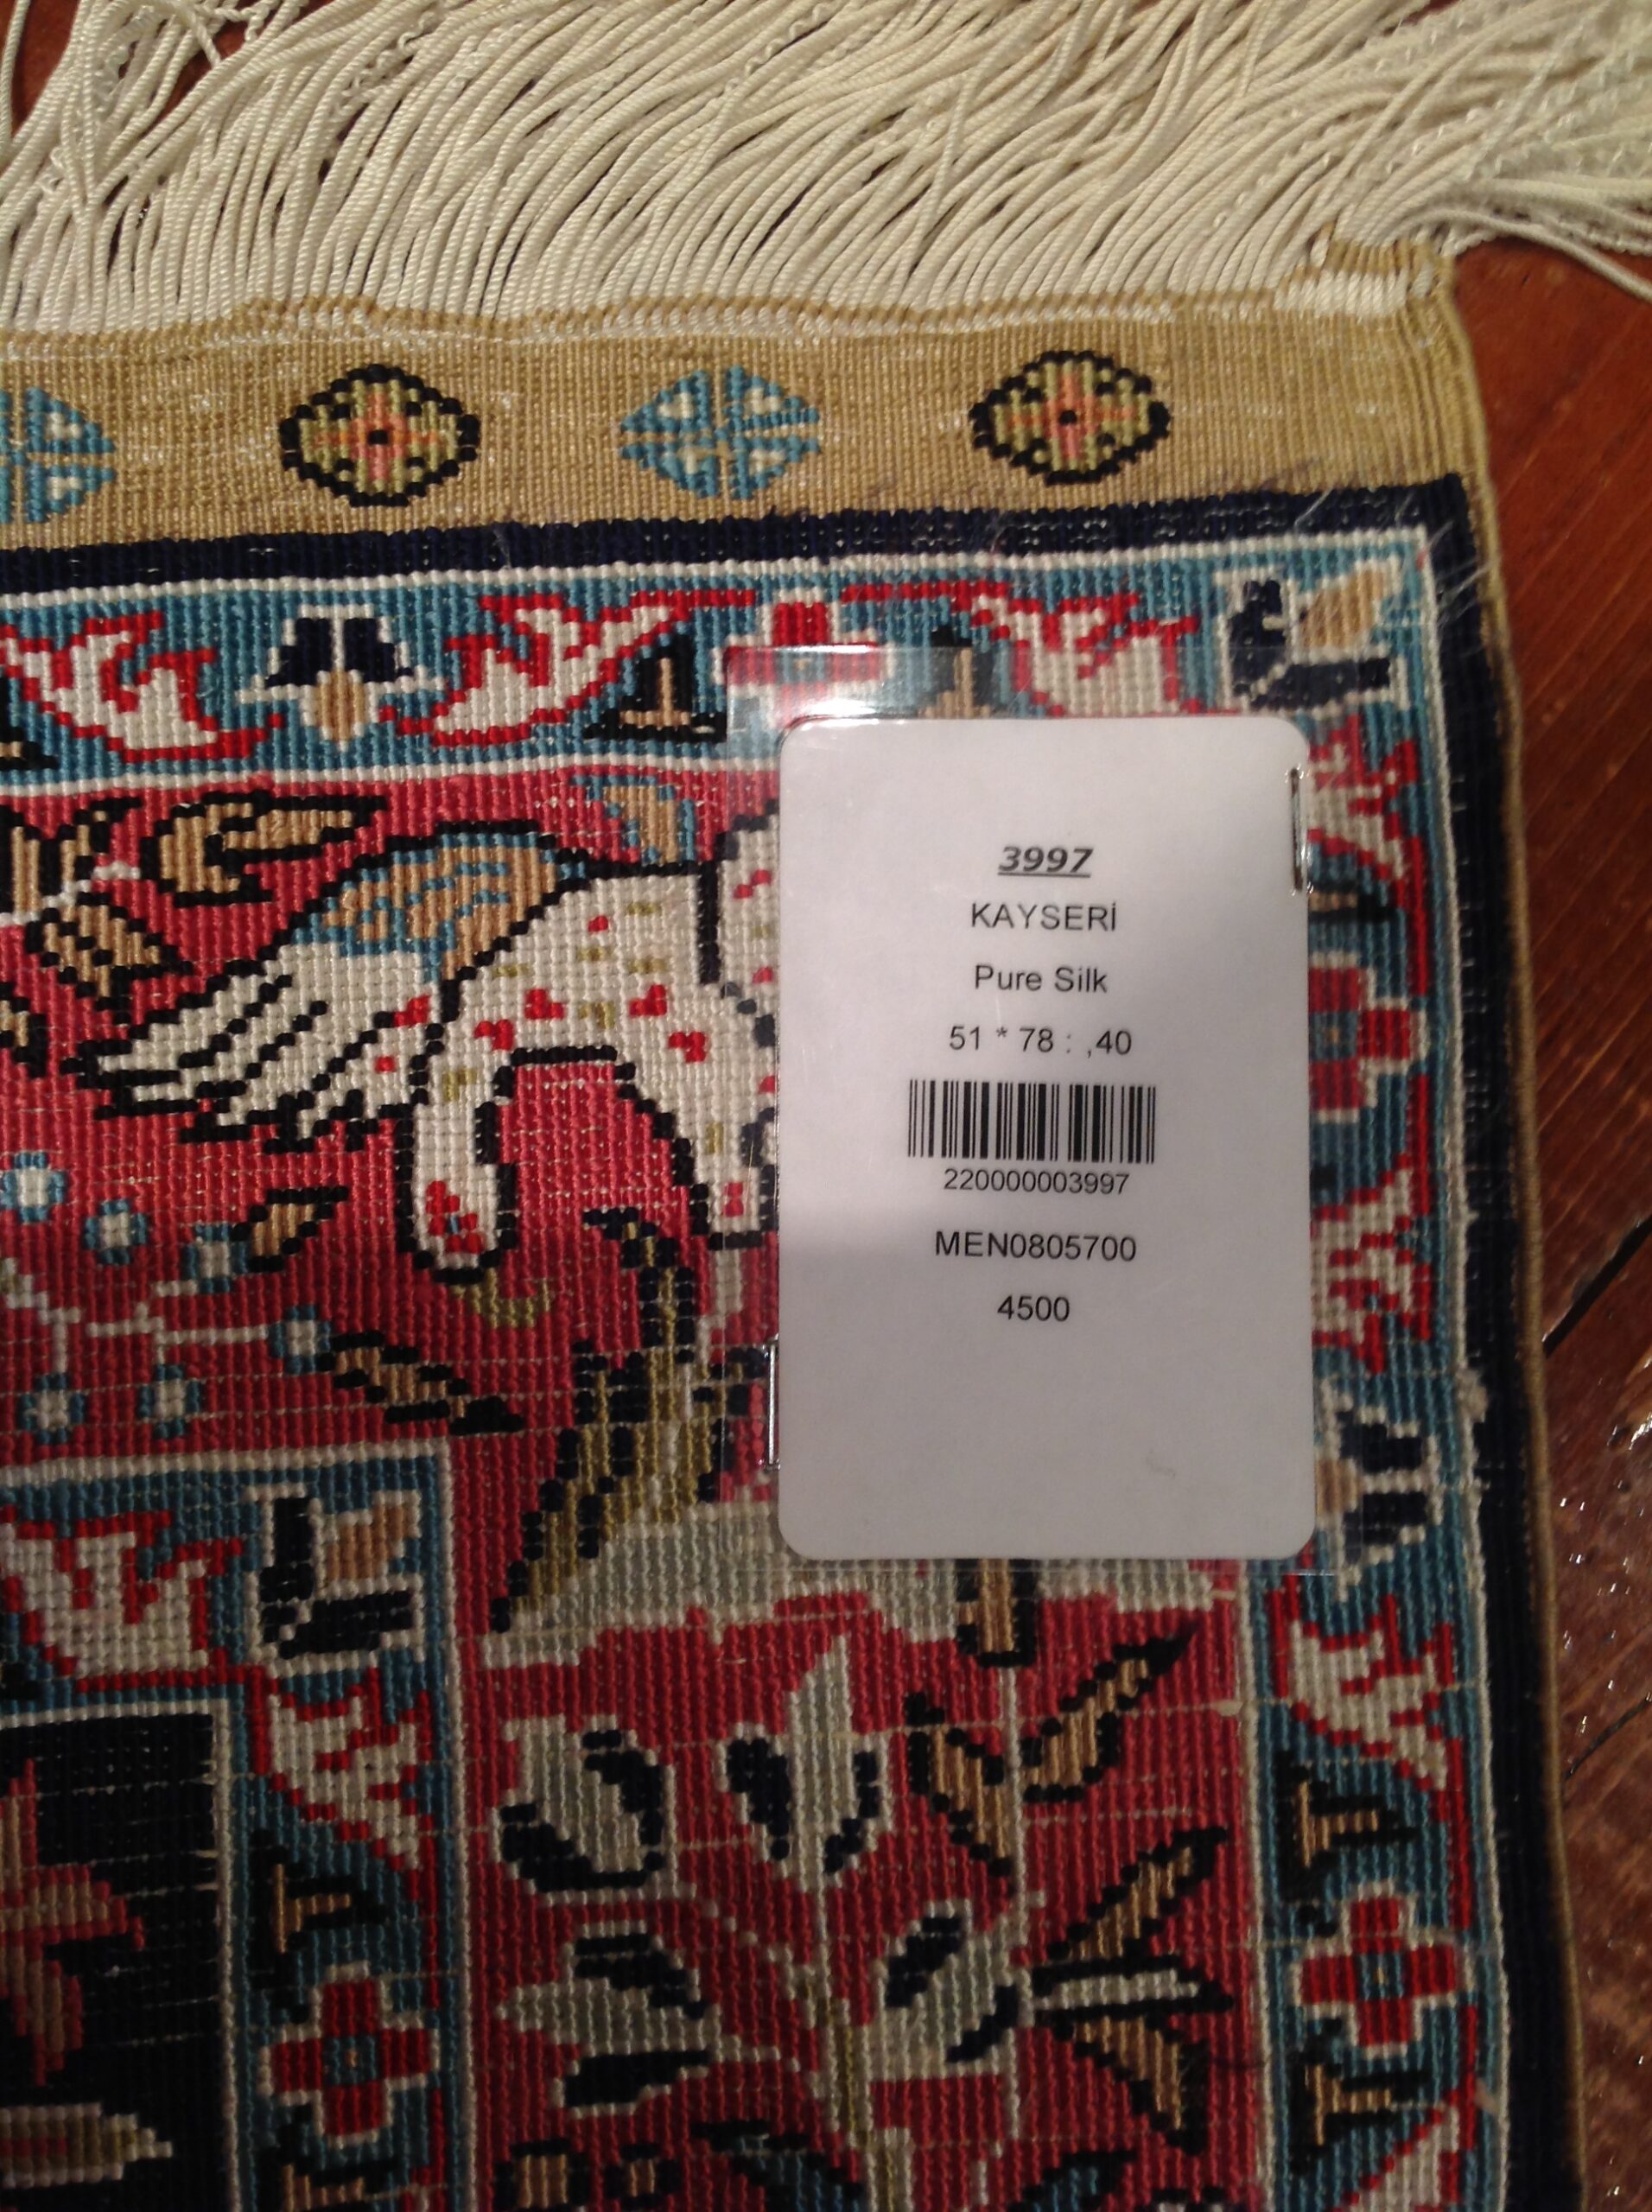 3997
KAYSERİ
Pure Silk
51 * 78 : ,40
220000003997
MEN0805700
4500